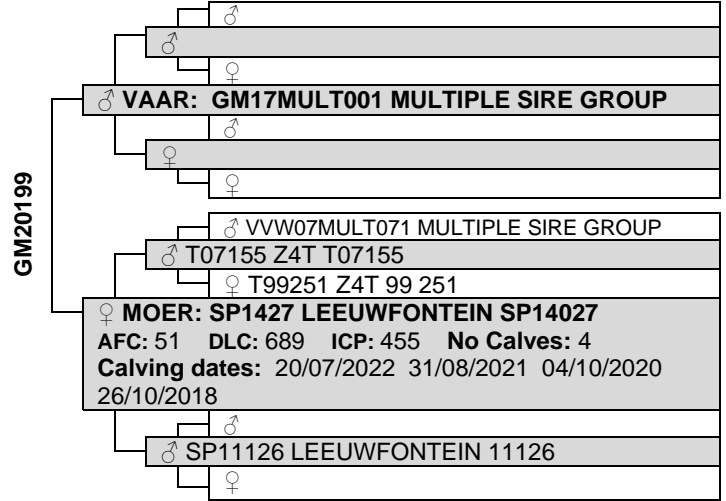 ♂
♂
♀
♂ VAAR: GM17MULT001 MULTIPLE SIRE GROUP
♂
♀
♀
GM20199
♂ VVW07MULT071 MULTIPLE SIRE GROUP
♂ T07155 Z4T T07155
♀ T99251 Z4T 99 251
♀ MOER: SP1427 LEEUWFONTEIN SP14027
AFC: 51 DLC: 689 ICP: 455 No Calves: 4
Calving dates: 20/07/2022 31/08/2021 04/10/2020
26/10/2018
♂
♂ SP11126 LEEUWFONTEIN 11126
♀